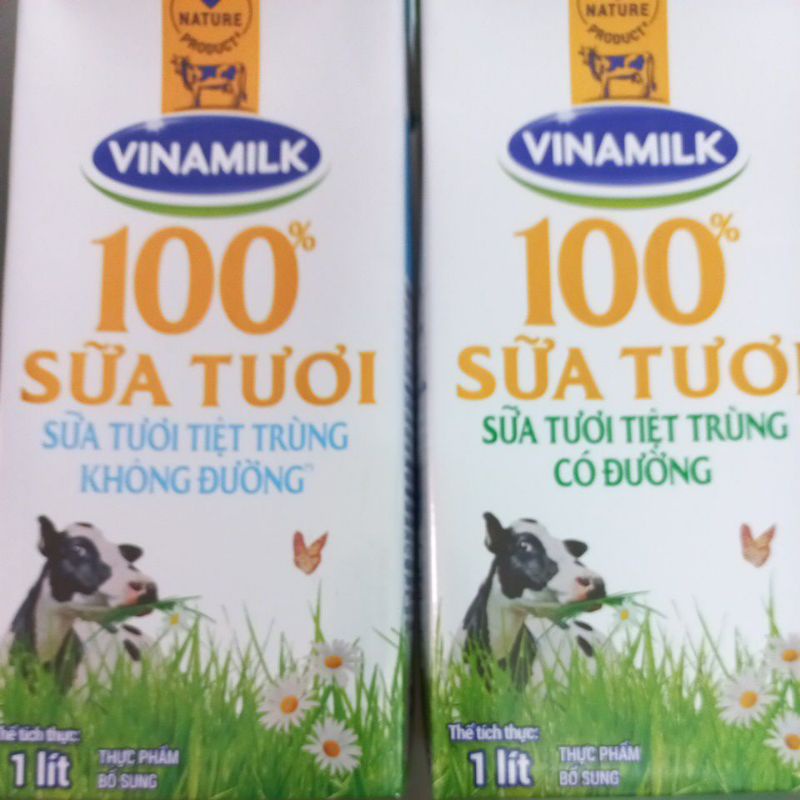 NATURE
PRODUCT
VINAMILK
100%
SỮA TƯƠI
SỮA TƯƠI TIỆT TRÙNG
KHÔNG ĐƯỜNG
Thể tích thực:
1 lít
THỰC PHẨM
BỔ SUNG
NATURE
PRODUCT
VINAMILK
100%
SỮA TƯƠI
SỮA TƯƠI TIỆT TRÙNG
CÓ ĐƯỜNG
Thể tích thực:
1 lít
THỰC PHẨM
BỔ SUNG